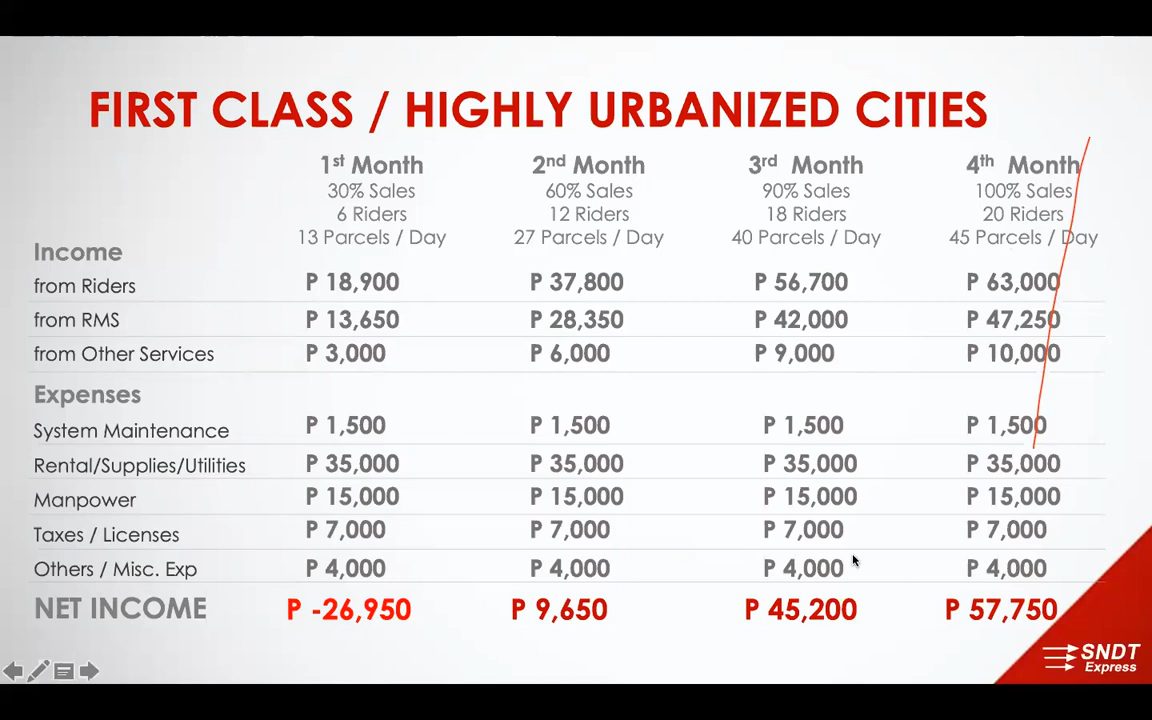 FIRST CLASS / HIGHLY URBANIZED CITIES
1st Month 2nd Month 3rd Month 4th Month
30% Sales 60% Sales 90% Sales 100% Sales
6 Riders 12 Riders 18 Riders 20 Riders
13 Parcels / Day 27 Parcels / Day 40 Parcels / Day 45 Parcels / Day
Income
from Riders P 18,900 P 37,800 P 56,700 P 63,000
from RMS P 13,650 P 28,350 P 42,000 P 47,250
from Other Services P 3,000 P 6,000 P 9,000 P 10,000
Expenses
System Maintenance P 1,500 P 1,500 P 1,500 P 1,500
Rental/Supplies/Utilities P 35,000 P 35,000 P 35,000 P 35,000
Manpower P 15,000 P 15,000 P 15,000 P 15,000
Taxes / Licenses P 7,000 P 7,000 P 7,000 P 7,000
Others / Misc. Exp P 4,000 P 4,000 P 4,000 P 4,000
NET INCOME P -26,950 P 9,650 P 45,200 P 57,750
SNDT
Express